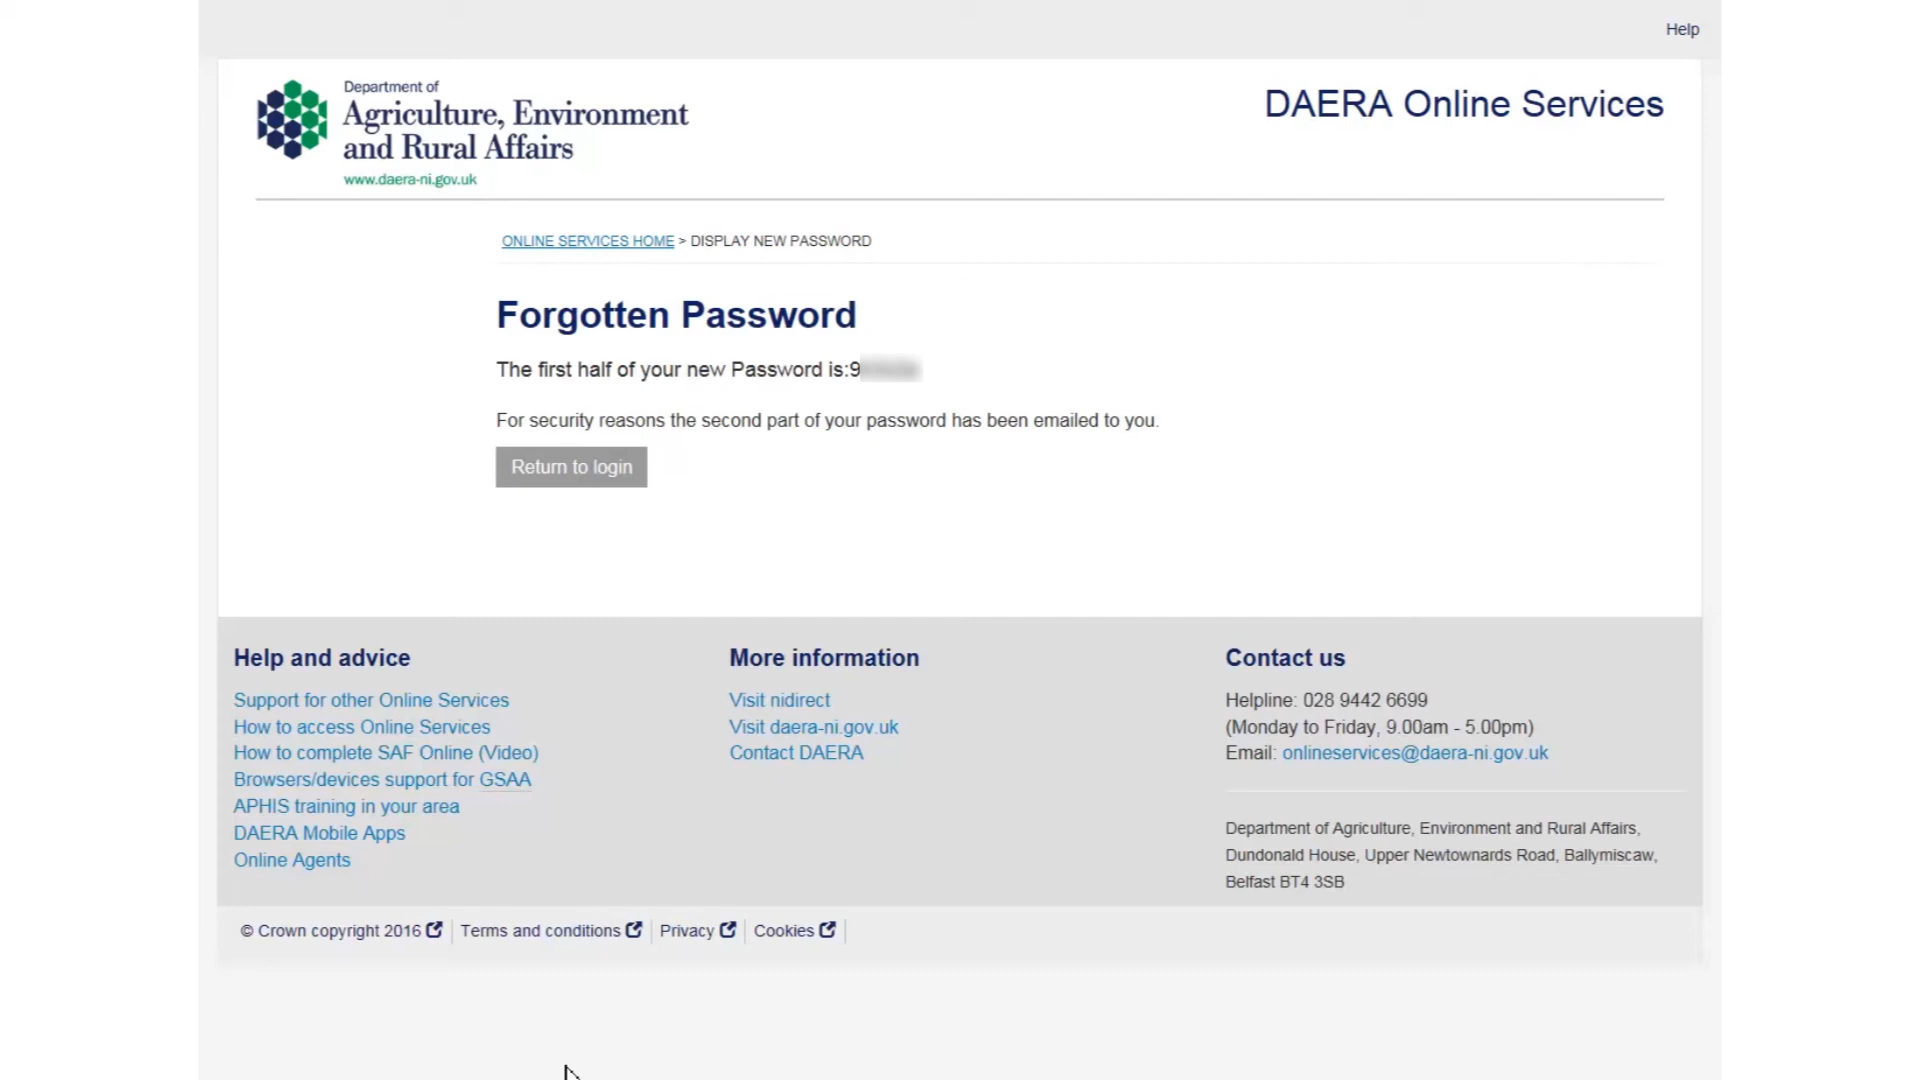 Help
Department of
Agriculture, Environment
and Rural Affairs
www.daera-ni.gov.uk
DAERA Online Services
ONLINE SERVICES HOME > DISPLAY NEW PASSWORD
Forgotten Password
The first half of your new Password is:9
For security reasons the second part of your password has been emailed to you.
Return to login
Help and advice
Support for other Online Services
How to access Online Services
How to complete SAF Online (Video)
Browsers/devices support for GSAA
APHIS training in your area
DAERA Mobile Apps
Online Agents
More information
Visit nidirect
Visit daera-ni.gov.uk
Contact DAERA
Contact us
Helpline: 028 9442 6699
(Monday to Friday, 9.00am - 5.00pm)
Email: onlineservices@daera-ni.gov.uk
Department of Agriculture, Environment and Rural Affairs,
Dundonald House, Upper Newtownards Road, Ballymiscaw,
Belfast BT4 3SB
© Crown copyright 2016 | Terms and conditions | Privacy | Cookies |